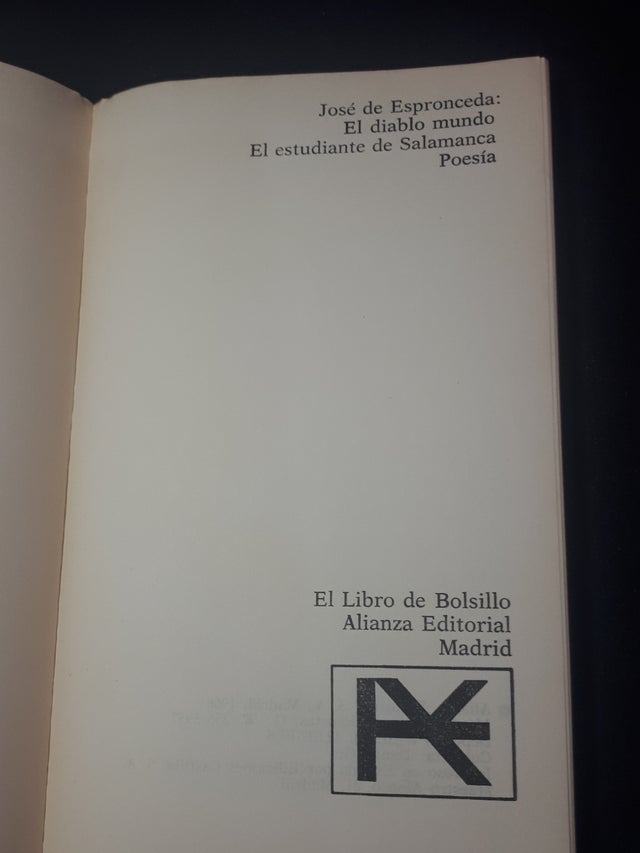 José de Espronceda:
El diablo mundo
El estudiante de Salamanca
Poesía
El Libro de Bolsillo
Alianza Editorial
Madrid